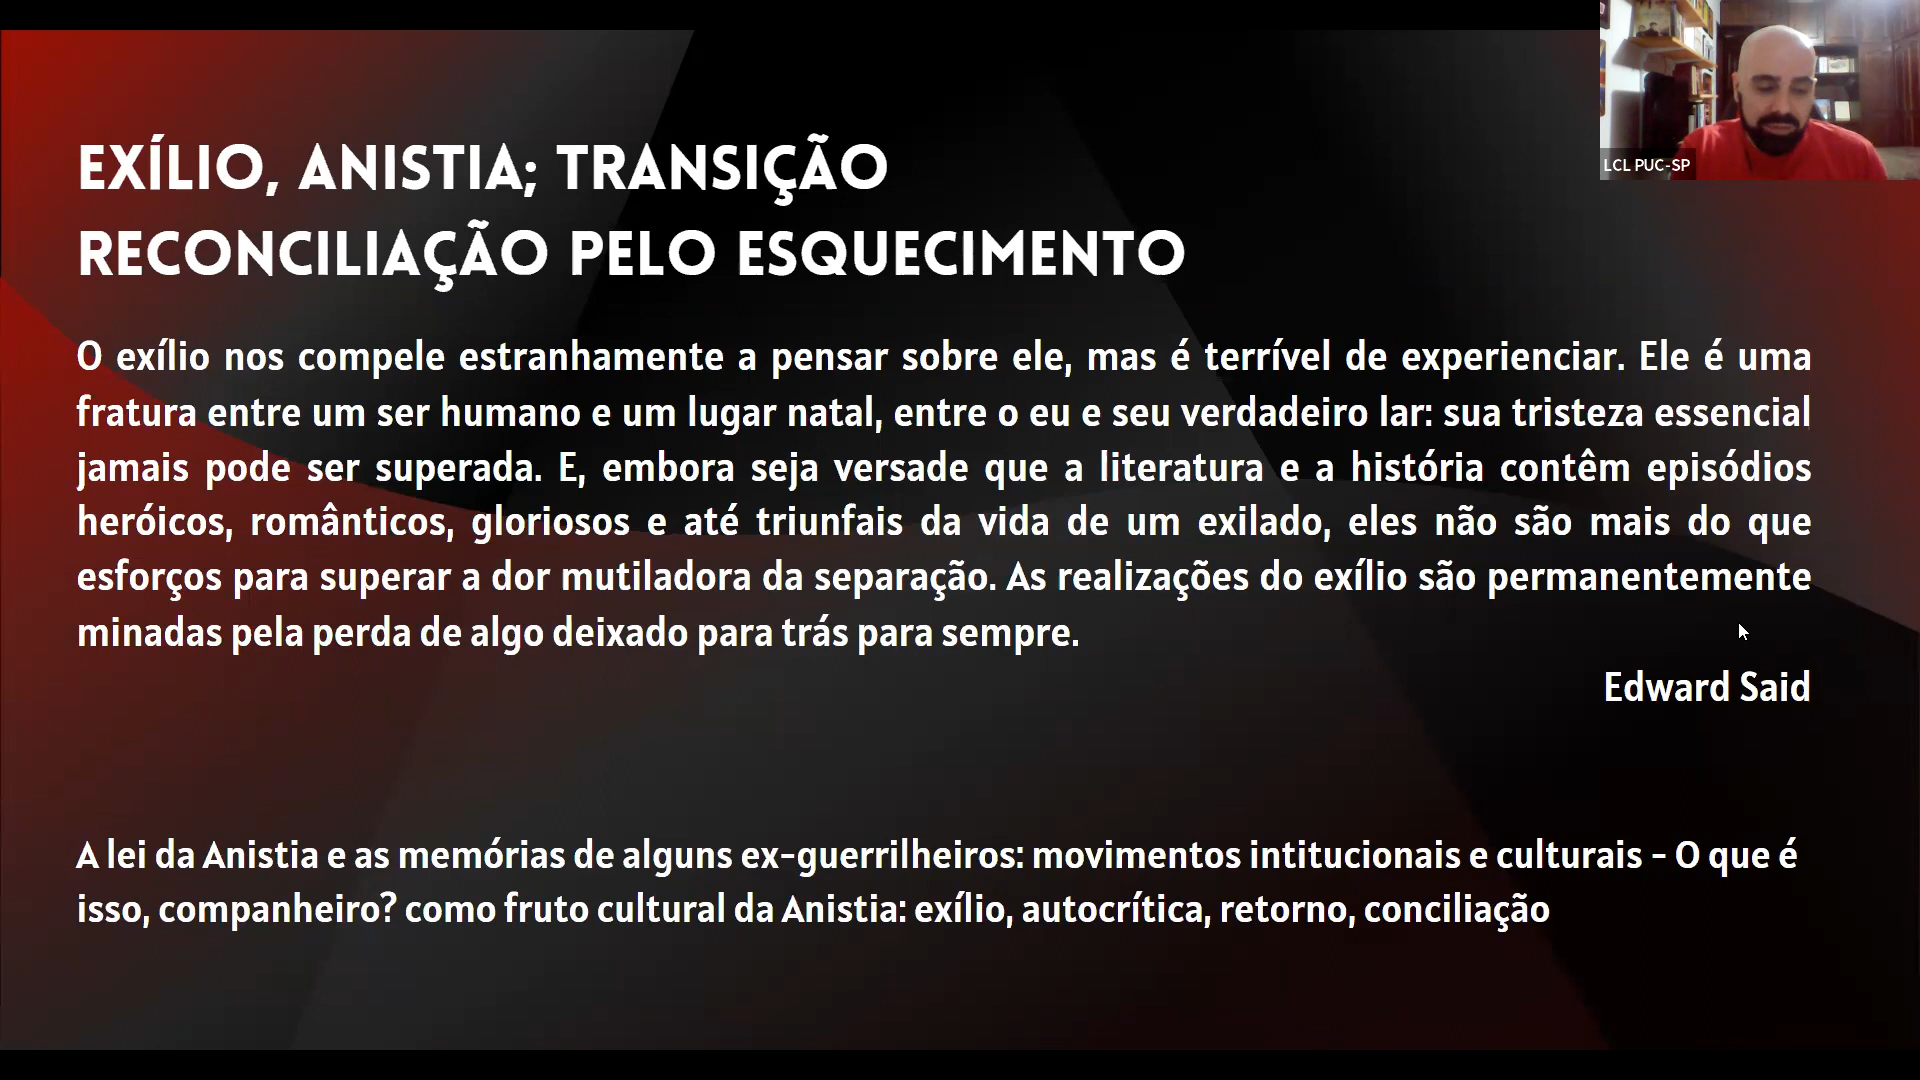 EXÍLIO, ANISTIA; TRANSIÇÃO
RECONCILIAÇÃO PELO ESQUECIMENTO
O exílio nos compele estranhamente a pensar sobre ele, mas é terrível de experienciar. Ele é uma
fratura entre um ser humano e um lugar natal, entre o eu e seu verdadeiro lar: sua tristeza essencial
jamais pode ser superada. E, embora seja versade que a literatura e a história contêm episódios
heróicos, românticos, gloriosos e até triunfais da vida de um exilado, eles não são mais do que
esforços para superar a dor mutiladora da separação. As realizações do exílio são permanentemente
minadas pela perda de algo deixado para trás para sempre.
Edward Said
A lei da Anistia e as memórias de alguns ex-guerrilheiros: movimentos intitucionais e culturais - O que é
isso, companheiro? como fruto cultural da Anistia: exílio, autocrítica, retorno, conciliação
LCL PUC-SP